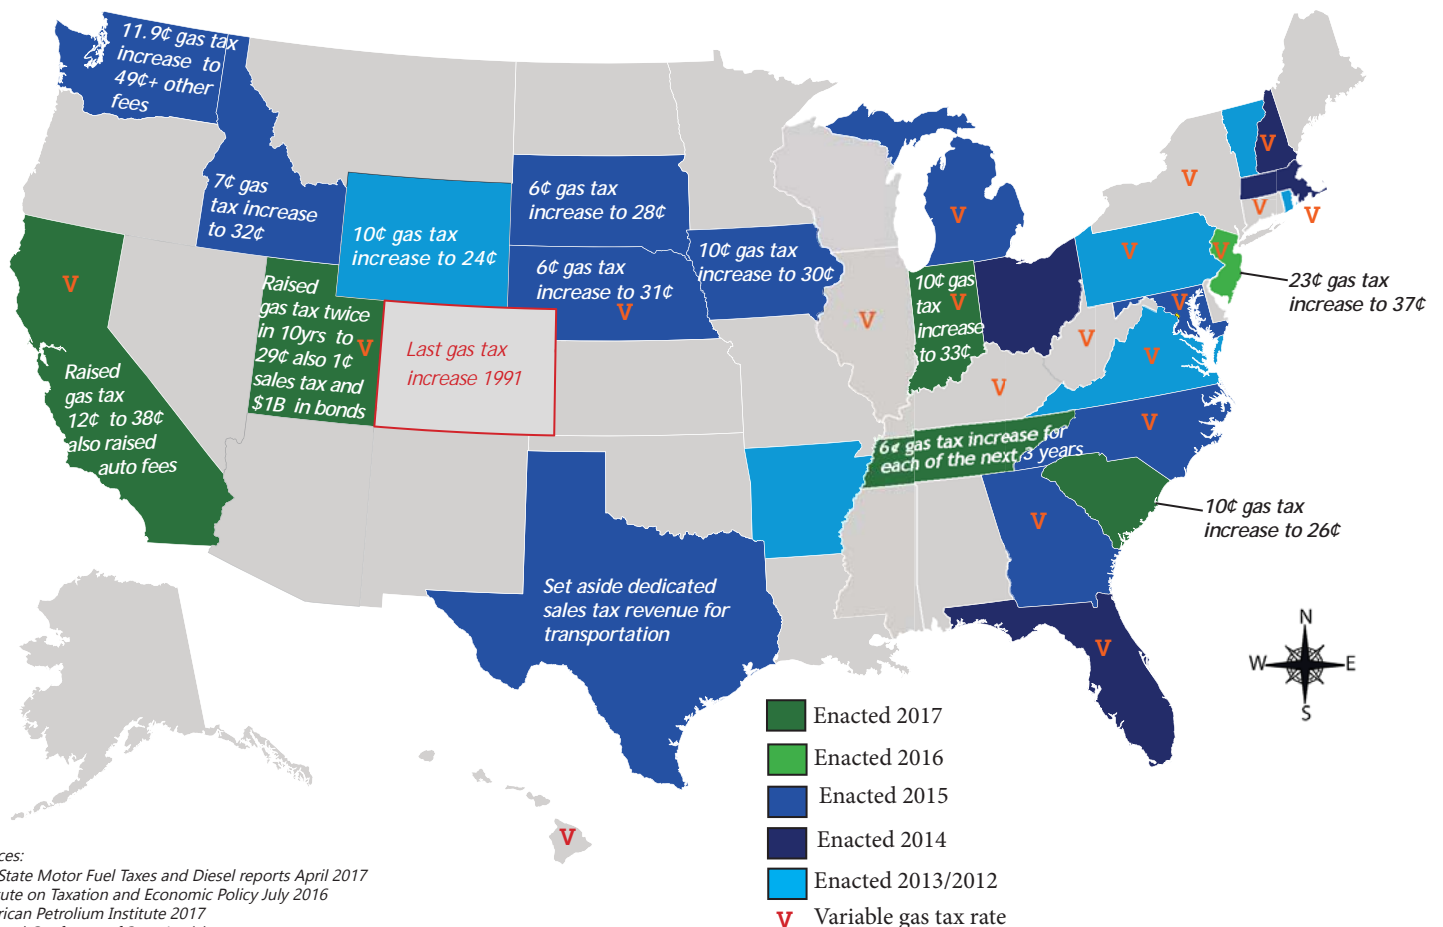 11.9¢ gas tax
increase to
49¢+ other
fees
7¢ gas
tax increase
to 32¢
10¢ gas tax
increase to 24¢
6¢ gas tax
increase to 28¢
6¢ gas tax
increase to 31¢
V
10¢ gas tax
increase to 30¢
V
V
Raised
gas tax twice
in 10yrs to
29¢ also 1¢
sales tax and
$1B in bonds
V
Last gas tax
increase 1991
Raised
gas tax
12¢ to 38¢
also raised
auto fees
V
10¢ gas
tax
increase
to 33¢
V
V
V
V
V
V
V
V
V
V
23¢ gas tax
increase to 37¢
V
V
6¢ gas tax increase for
each of the next 3 years
V
10¢ gas tax
increase to 26¢
V
Set aside dedicated
sales tax revenue for
transportation
V
V
N
W E
S
Enacted 2017
Enacted 2016
Enacted 2015
Enacted 2014
Enacted 2013/2012
V Variable gas tax rate
ces:
State Motor Fuel Taxes and Diesel reports April 2017
ute on Taxation and Economic Policy July 2016
rican Petrolium Institute 2017